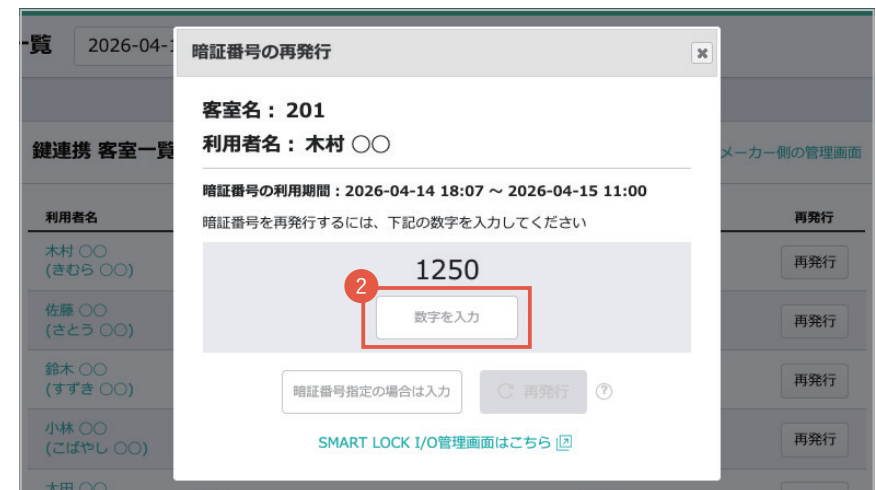 一覧 2026-04-1
暗証番号の再発行
客室名： 201
利用者名： 木村 〇〇
鍵連携 客室一覧
メーカー側の管理画面
暗証番号の利用期間：2026-04-14 18:07 ～ 2026-04-15 11:00
利用者名
再発行
暗証番号を再発行するには、下記の数字を入力してください
木村 〇〇
(きむら 〇〇)
再発行
1250
2
数字を入力
佐藤 〇〇
(さとう 〇〇)
再発行
鈴木 〇〇
(すずき 〇〇)
再発行
暗証番号指定の場合は入力
再発行
?
小林 〇〇
(こばやし 〇〇)
再発行
SMART LOCK I/O管理画面はこちら
太田 〇〇